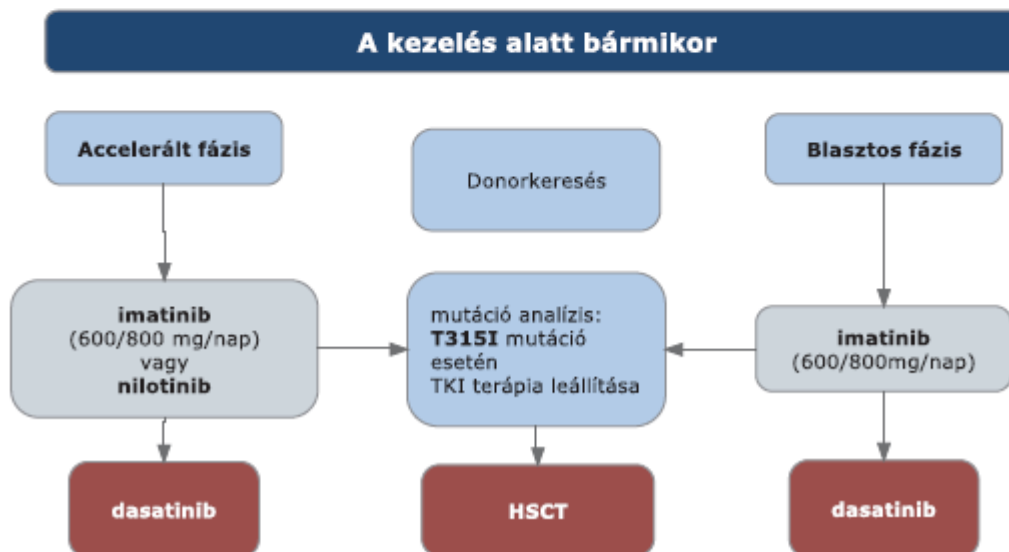 A kezelés alatt bármikor
Accelerált fázis
Donorkeresés
Blasztos fázis
imatinib
(600/800 mg/nap)
vagy
nilotinib
mutáció analízis:
T315I mutáció
esetén
TKI terápia leállítása
imatinib
(600/800mg/nap)
dasatinib
HSCT
dasatinib